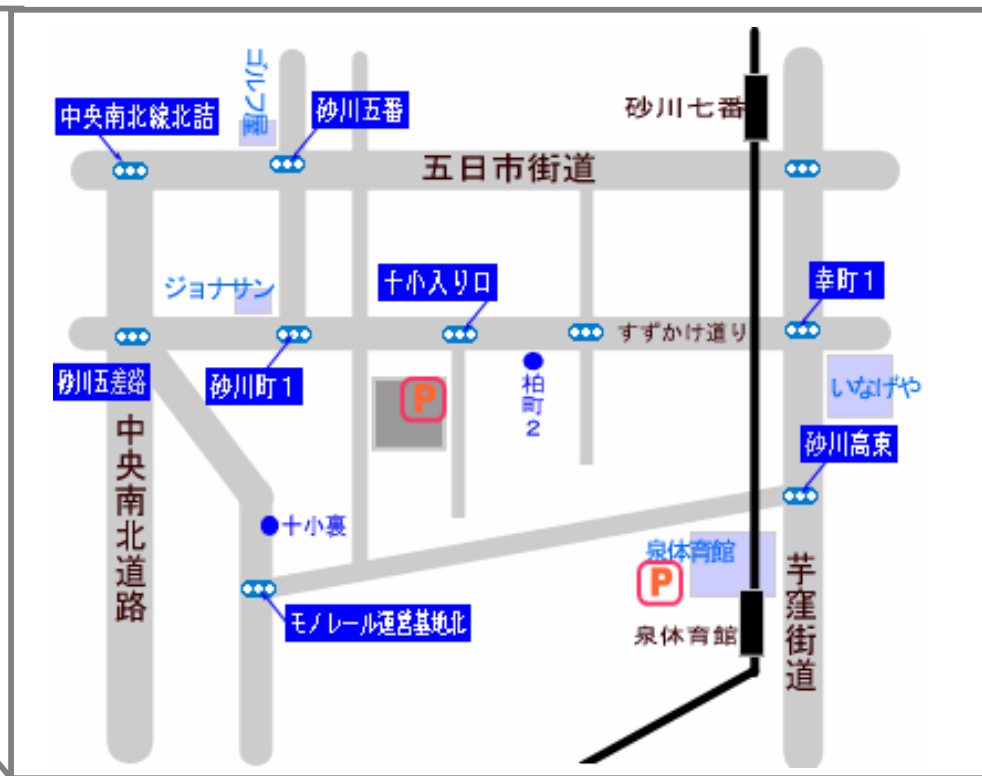 ゴルフ屋
中央南北線北詰
砂川五番
砂川七番
五日市街道
ジョナサン
十小入り口
幸町1
すずかけ道り
砂川五差路
砂川町1
P
柏町2
いなげや
中央南北道路
砂川高東
十小裏
泉体育館
P
芋窪街道
モノレール運営基地北
泉体育館